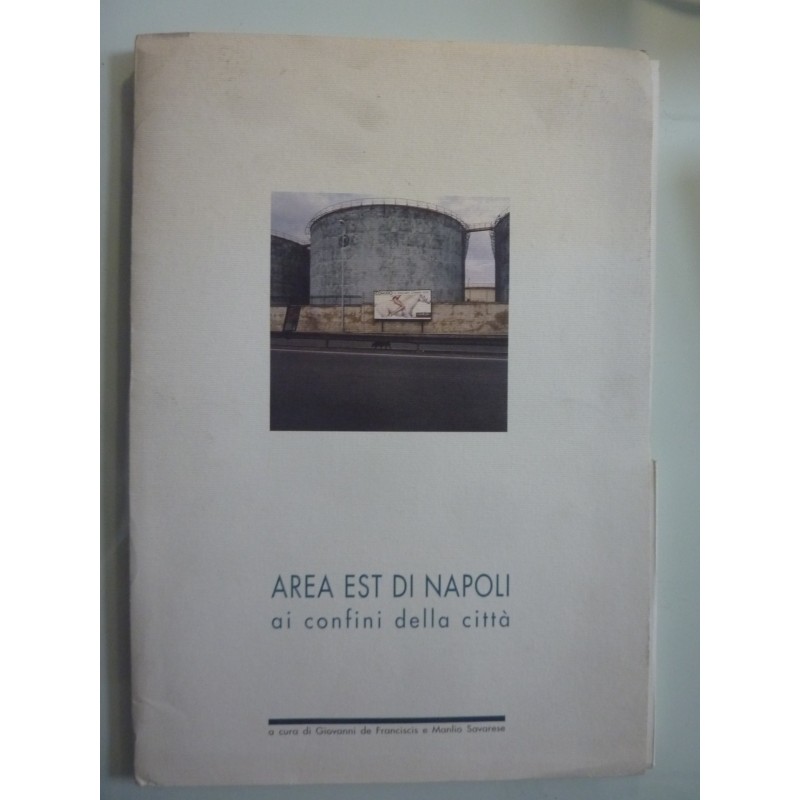 AREA EST DI NAPOLI
ai confini della città
a cura di Giovanni de Franciscis e Manlio Savarese